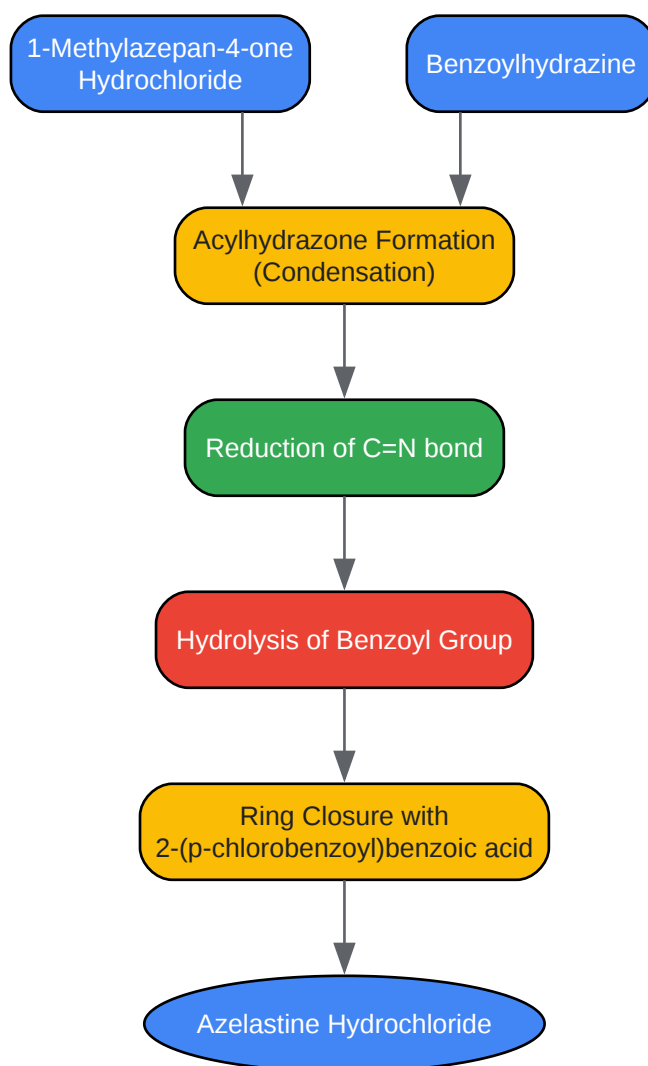 1-Methylazepan-4-one
Hydrochloride
Benzoylhydrazine
Acylhydrazone Formation
(Condensation)
Reduction of C=N bond
Hydrolysis of Benzoyl Group
Ring Closure with
2-(p-chlorobenzoyl)benzoic acid
Azelastine Hydrochloride